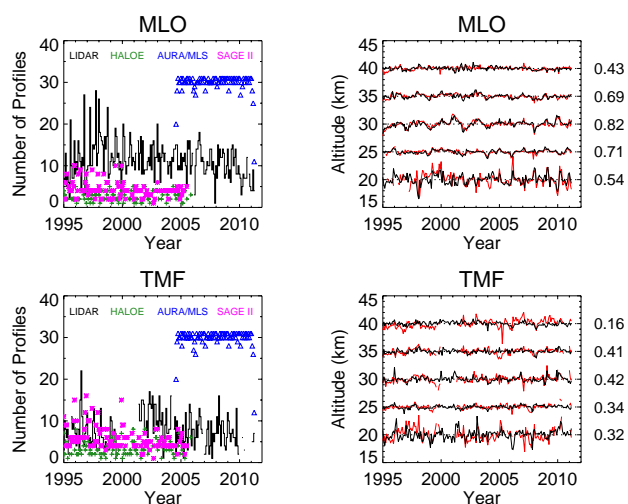 MLO
Number of Profiles
40
30
20
10
0
LIDAR HALOE AURA/MLS SAGE II
1995 2000 2005 2010
Year
MLO
Altitude (km)
45
40
35
30
25
20
15
0.43
0.69
0.82
0.71
0.54
1995 2000 2005 2010
Year
TMF
Number of Profiles
40
30
20
10
0
LIDAR HALOE AURA/MLS SAGE II
1995 2000 2005 2010
Year
TMF
Altitude (km)
45
40
35
30
25
20
15
0.16
0.41
0.42
0.34
0.32
1995 2000 2005 2010
Year